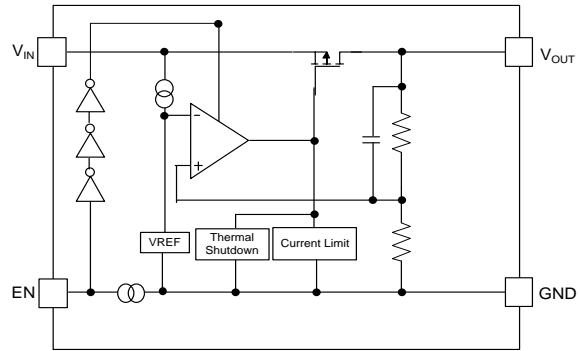 VIN
VOUT
−
+
VREF
Thermal
Shutdown
Current Limit
EN
GND